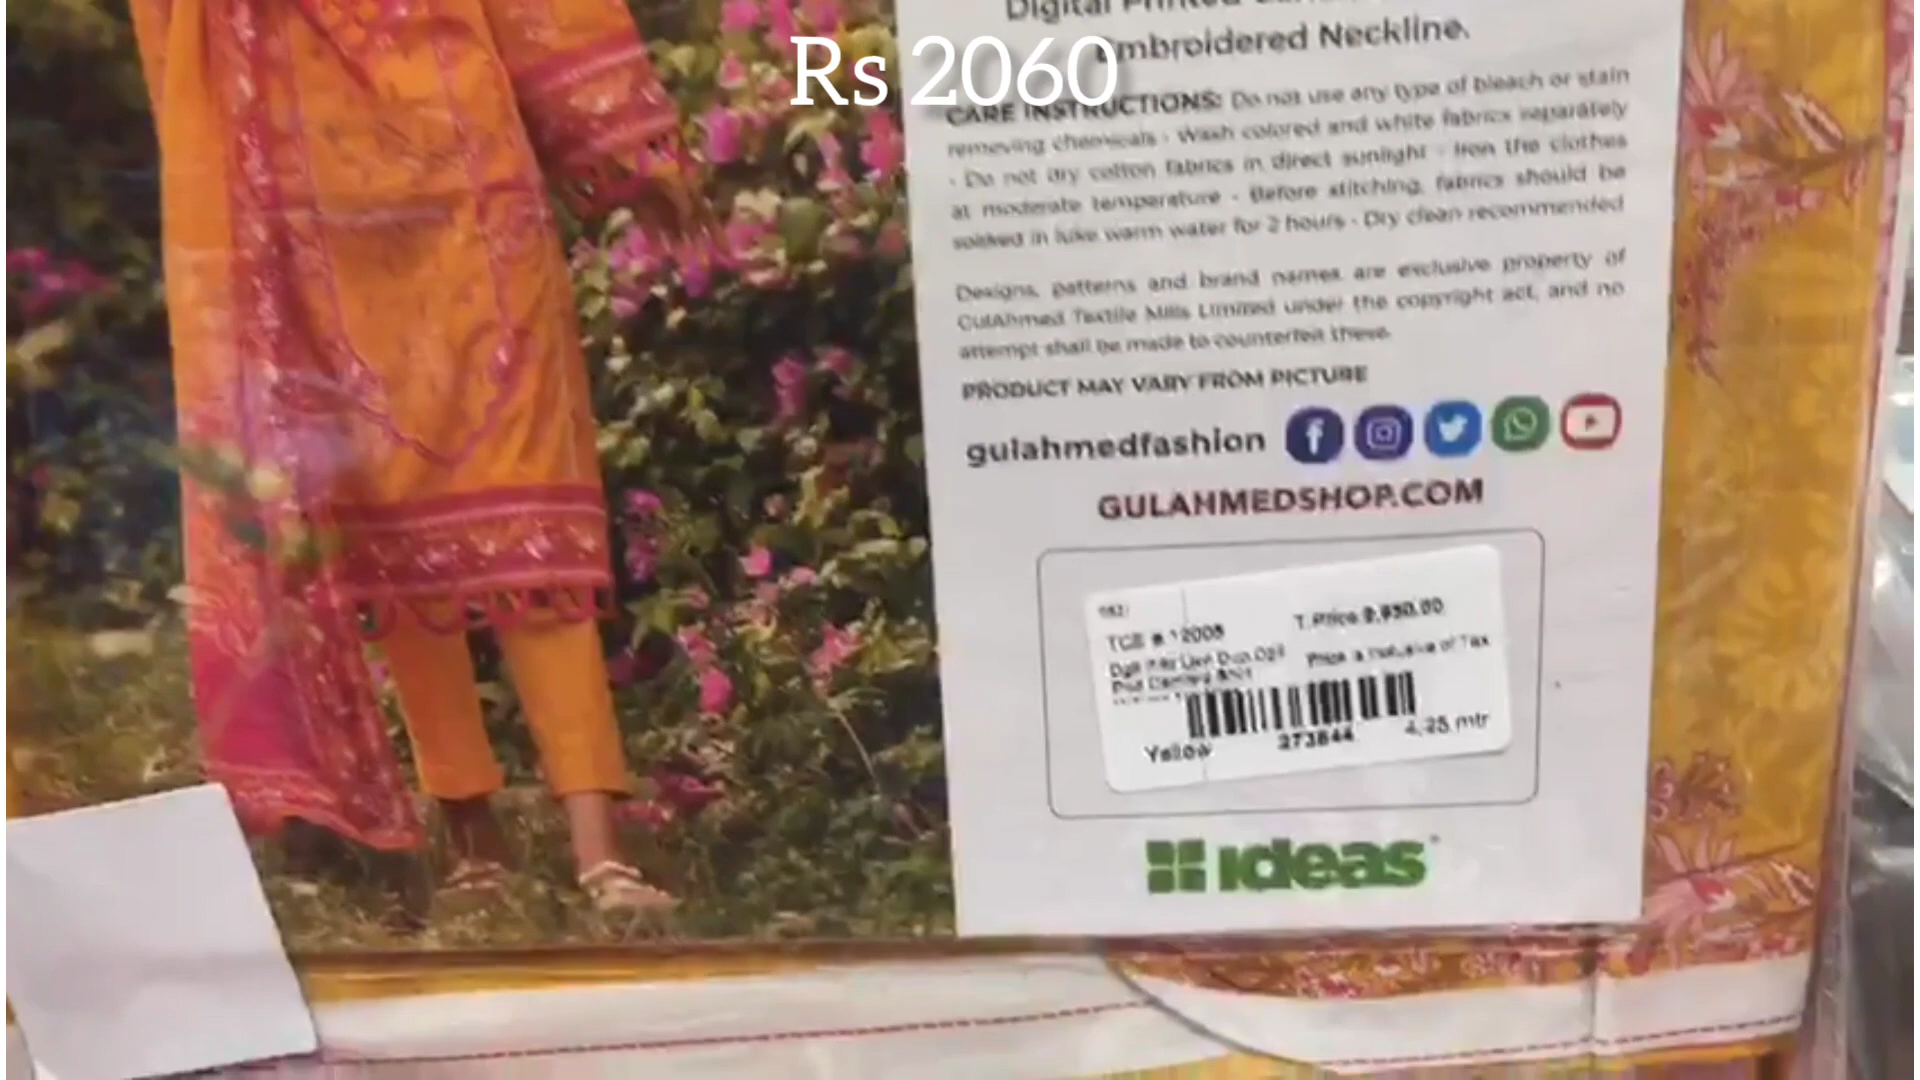 Digital Printed
Rs 2060
Embroidered Neckline.
CARE INSTRUCTIONS: Do not use any type of bleach or stain
removing chemicals - Wash colored and white fabrics separately
- Do not dry cotton fabrics in direct sunlight - Iron the clothes
at moderate temperature - Before stitching, fabrics should be
soaked in luke warm water for 2 hours - Dry clean recommended
Designs, patterns and brand names are exclusive property of
GulAhmed Textile Mills Limited under the copyright act, and no
attempt shall be made to counterfeit these.
PRODUCT MAY VARY FROM PICTURE
gulahmedfashion
GULAHMEDSHOP.COM
T.Price
Yellow 273844 4.25 mtr
ideas